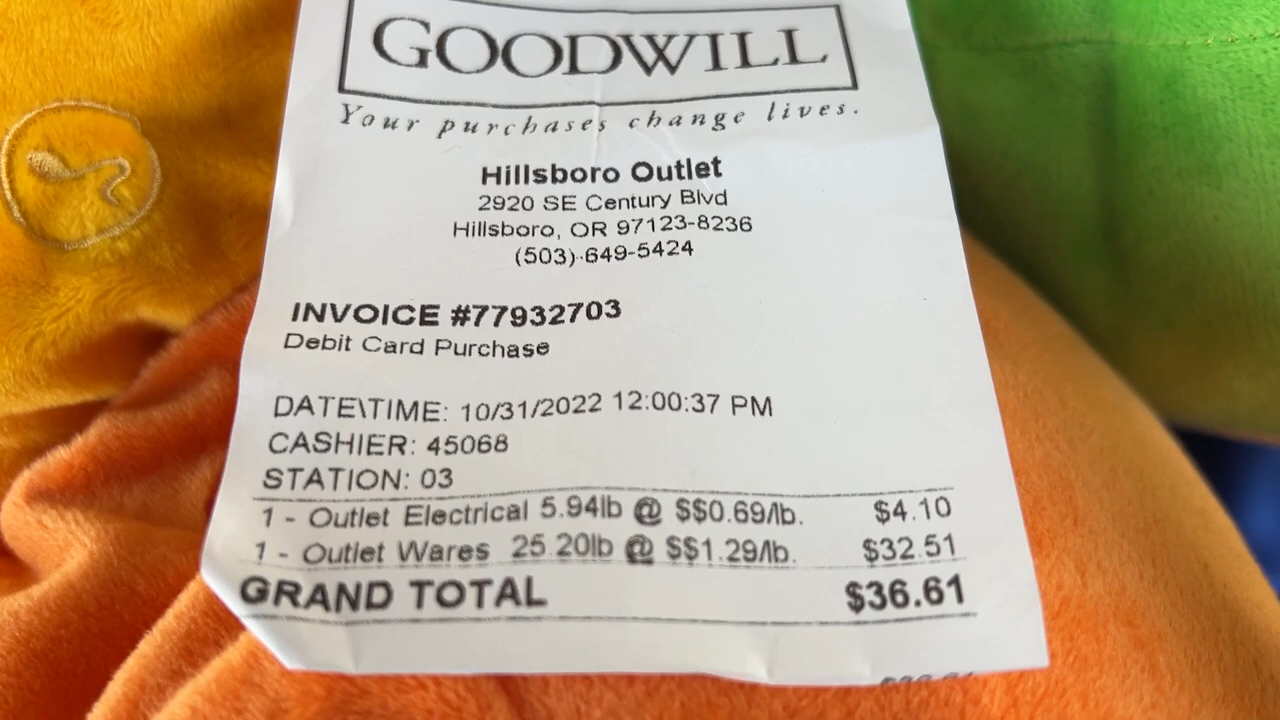 GOODWILL
Your purchases change lives.
Hillsboro Outlet
2920 SE Century Blvd
Hillsboro, OR 97123-8236
(503)-649-5424
INVOICE #77932703
Debit Card Purchase
DATE\TIME: 10/31/2022 12:00:37 PM
CASHIER: 45068
STATION: 03
1 - Outlet Electrical 5.94lb @ $$0.69/lb. $4.10
1 - Outlet Wares 25.20lb @ $$1.29/lb. $32.51
GRAND TOTAL $36.61